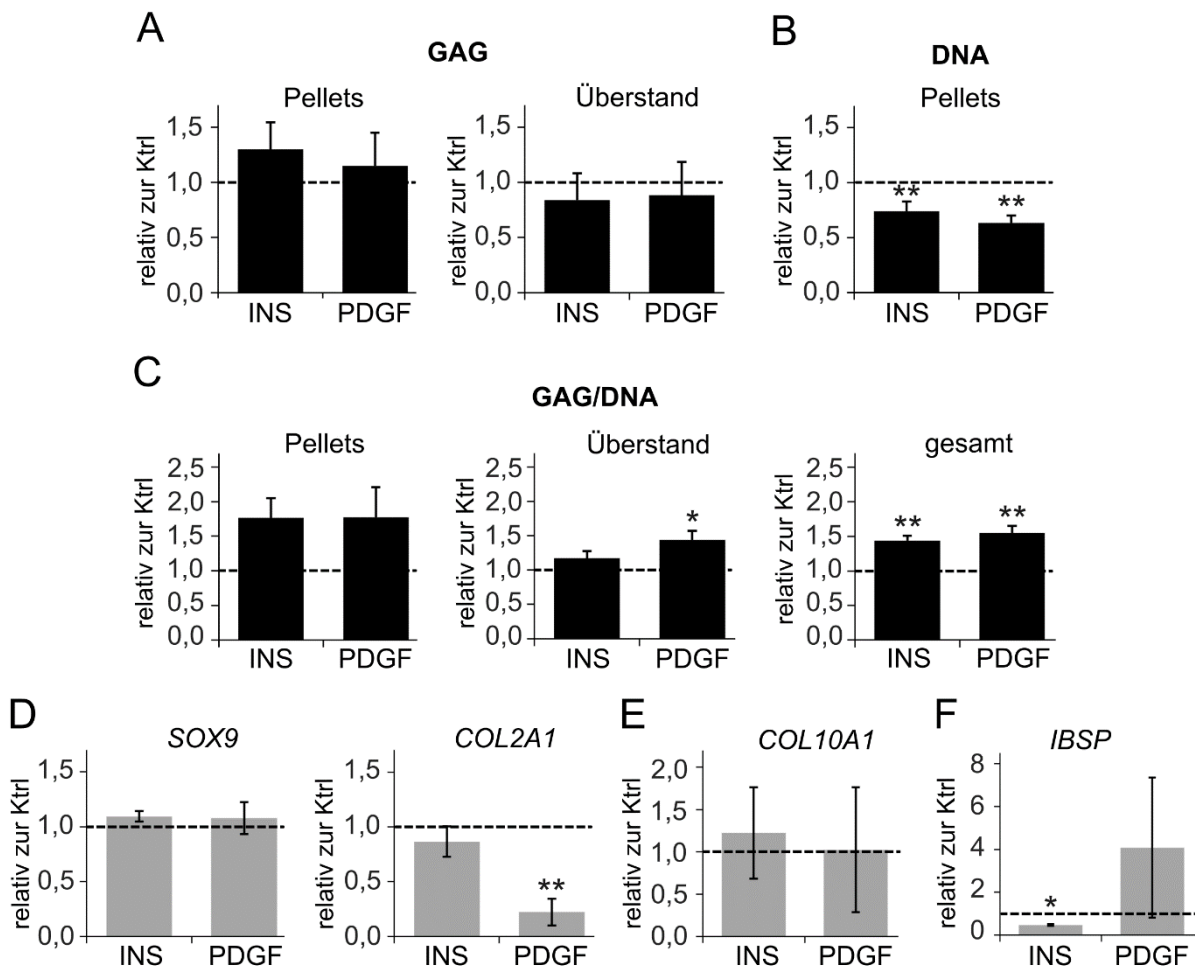 A
GAG
B
DNA
Pellets
Überstand
Pellets
relativ zur Ktrl
1,5
1,0
0,5
0,0
INS
PDGF
relativ zur Ktrl
1,5
1,0
0,5
0,0
INS
PDGF
relativ zur Ktrl
1,5
1,0
0,5
0,0
**
**
INS
PDGF
C
GAG/DNA
Pellets
Überstand
gesamt
relativ zur Ktrl
2,5
2,0
1,5
1,0
0,5
0,0
INS
PDGF
relativ zur Ktrl
2,5
2,0
1,5
1,0
0,5
0,0
*
INS
PDGF
relativ zur Ktrl
2,5
2,0
1,5
1,0
0,5
0,0
**
**
INS
PDGF
D
SOX9
COL2A1
relativ zur Ktrl
1,5
1,0
0,5
0,0
INS
PDGF
relativ zur Ktrl
1,5
1,0
0,5
0,0
**
INS
PDGF
E
COL10A1
relativ zur Ktrl
2,0
1,5
1,0
0,5
0,0
INS
PDGF
F
IBSP
relativ zur Ktrl
8
6
4
2
0
*
INS
PDGF